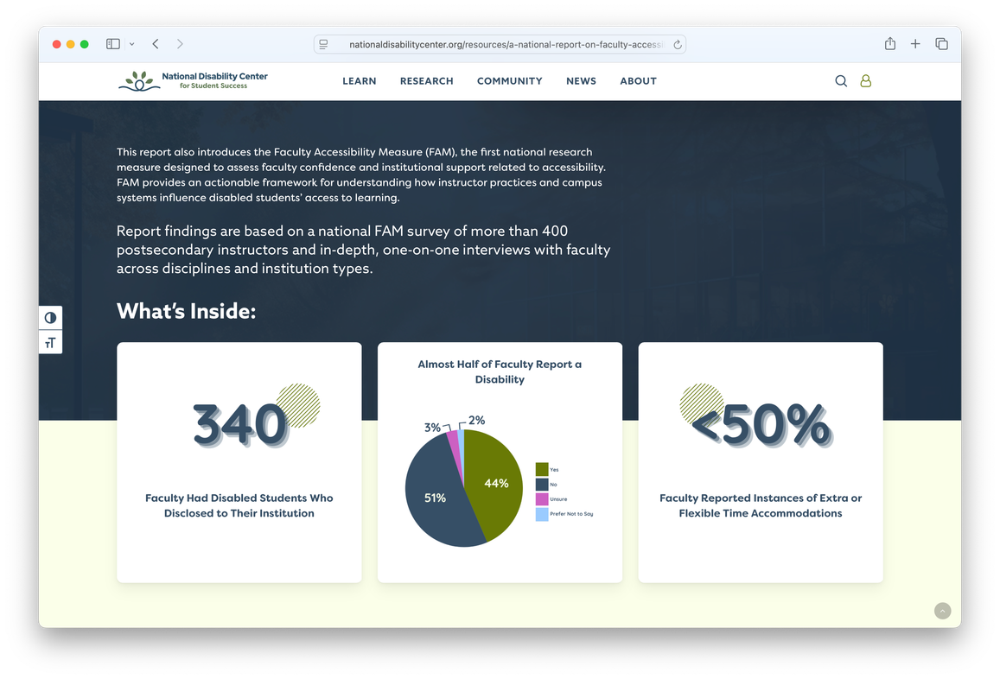 nationaldisabilitycenter.org/resources/a-national-report-on-faculty-accessi
National Disability Center
for Student Success
LEARN
RESEARCH
COMMUNITY
NEWS
ABOUT
This report also introduces the Faculty Accessibility Measure (FAM), the first national research
measure designed to assess faculty confidence and institutional support related to accessibility.
FAM provides an actionable framework for understanding how instructor practices and campus
systems influence disabled students’ access to learning.
Report findings are based on a national FAM survey of more than 400
postsecondary instructors and in-depth, one-on-one interviews with faculty
across disciplines and institution types.
What’s Inside:
TT
340
Faculty Had Disabled Students Who
Disclosed to Their Institution
Almost Half of Faculty Report a
Disability
3%
2%
44%
51%
Yes
No
Unsure
Prefer Not to Say
<50%
Faculty Reported Instances of Extra or
Flexible Time Accommodations